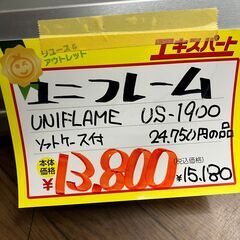 リユース&
アウトレット
エキスパート
ユニフレーム
UNIFLAME US-1900
ソフトケース付 24.750円の品
本体価格 ¥13,800 (税込価格) ¥15.180